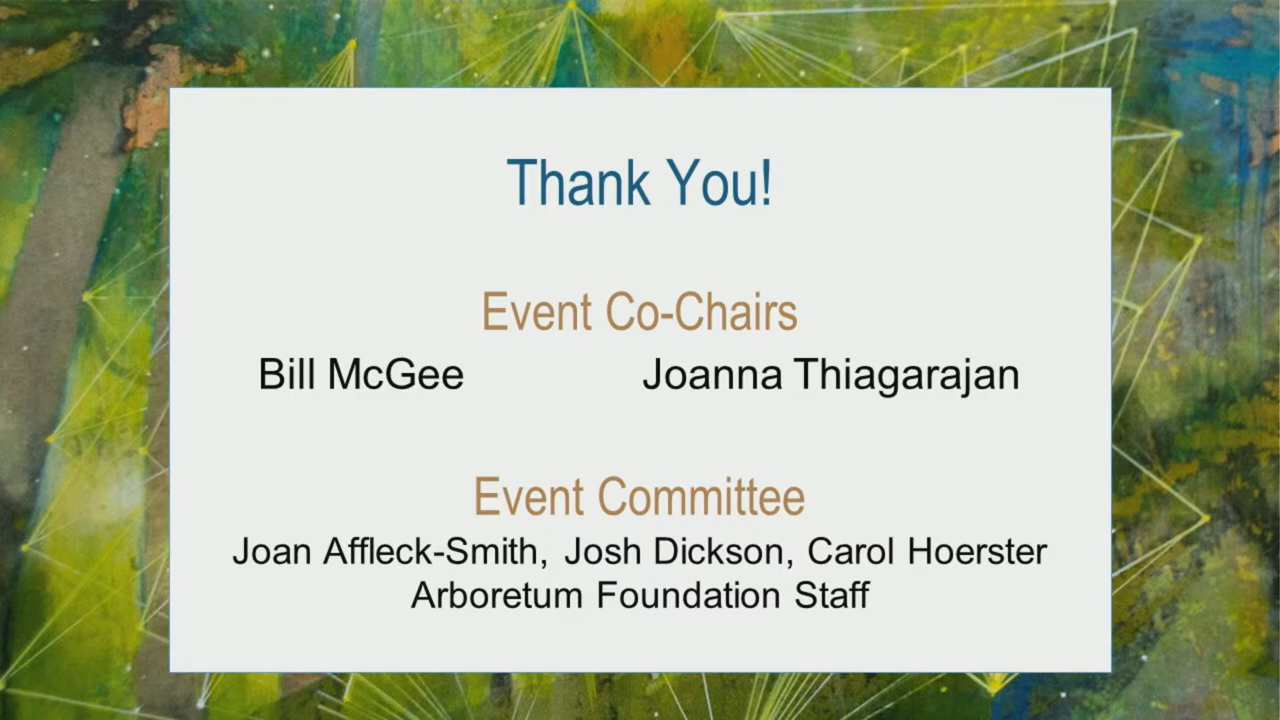 Thank You!
Event Co-Chairs
Bill McGee Joanna Thiagarajan
Event Committee
Joan Affleck-Smith, Josh Dickson, Carol Hoerster
Arboretum Foundation Staff